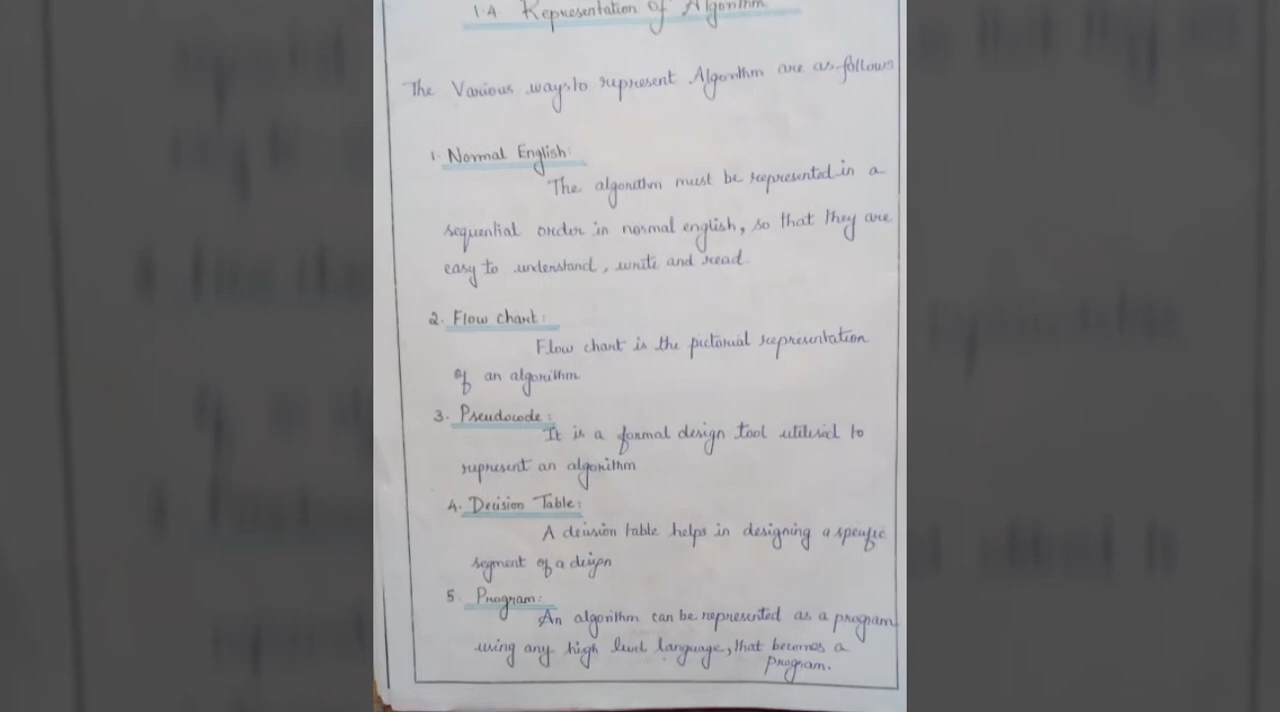 1.4 Representation of Algorithm
The Various ways to represent Algorithm are as follows
1. Normal English:
The algorithm must be represented in a
sequential order in normal english, so that they are
easy to understand, write and read.
2. Flow chart:
Flow chart is the pictorial representation
of an algorithm
3. Pseudocode:
It is a formal design tool utilised to
represent an algorithm
4. Decision Table:
A decision table helps in designing a specific
segment of a design
5. Program:
An algorithm can be represented as a program
using any high level language, that becomes a
program.